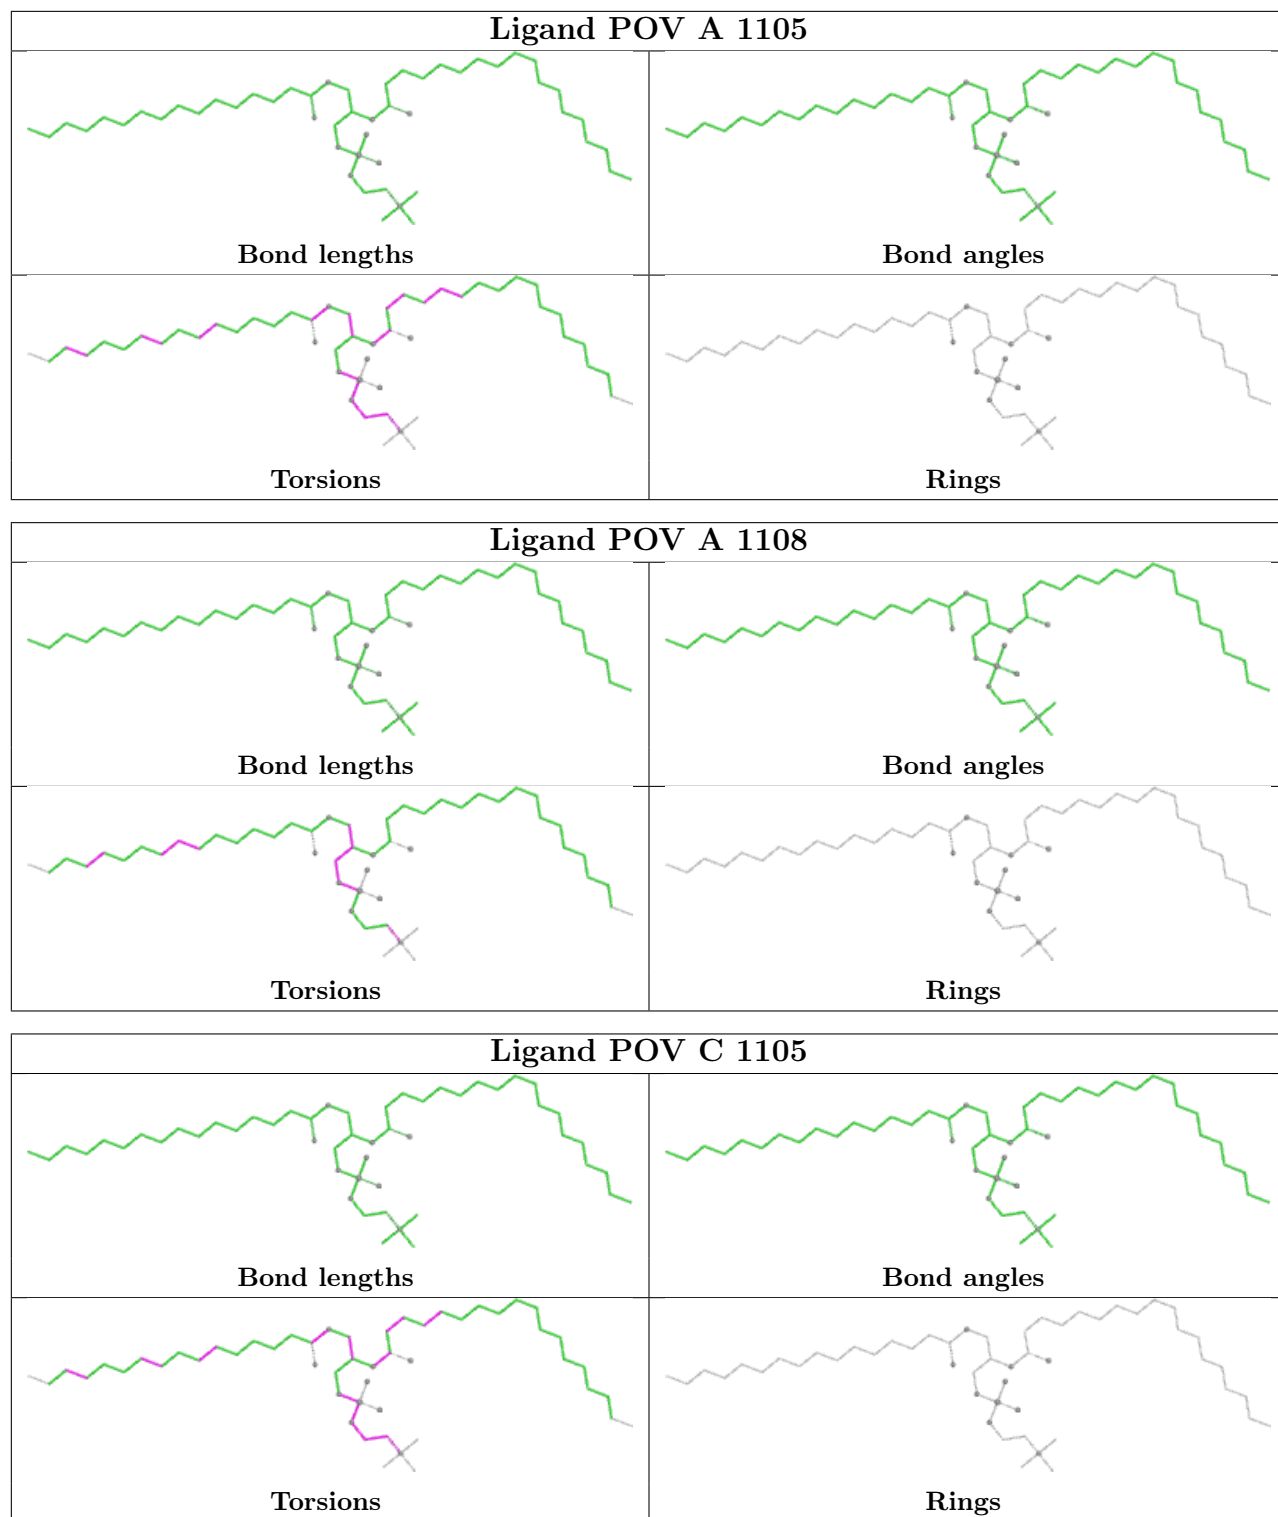 Ligand POV A 1105
Bond lengths
Bond angles
Torsions
Rings
Ligand POV A 1108
Bond lengths
Bond angles
Torsions
Rings
Ligand POV C 1105
Bond lengths
Bond angles
Torsions
Rings